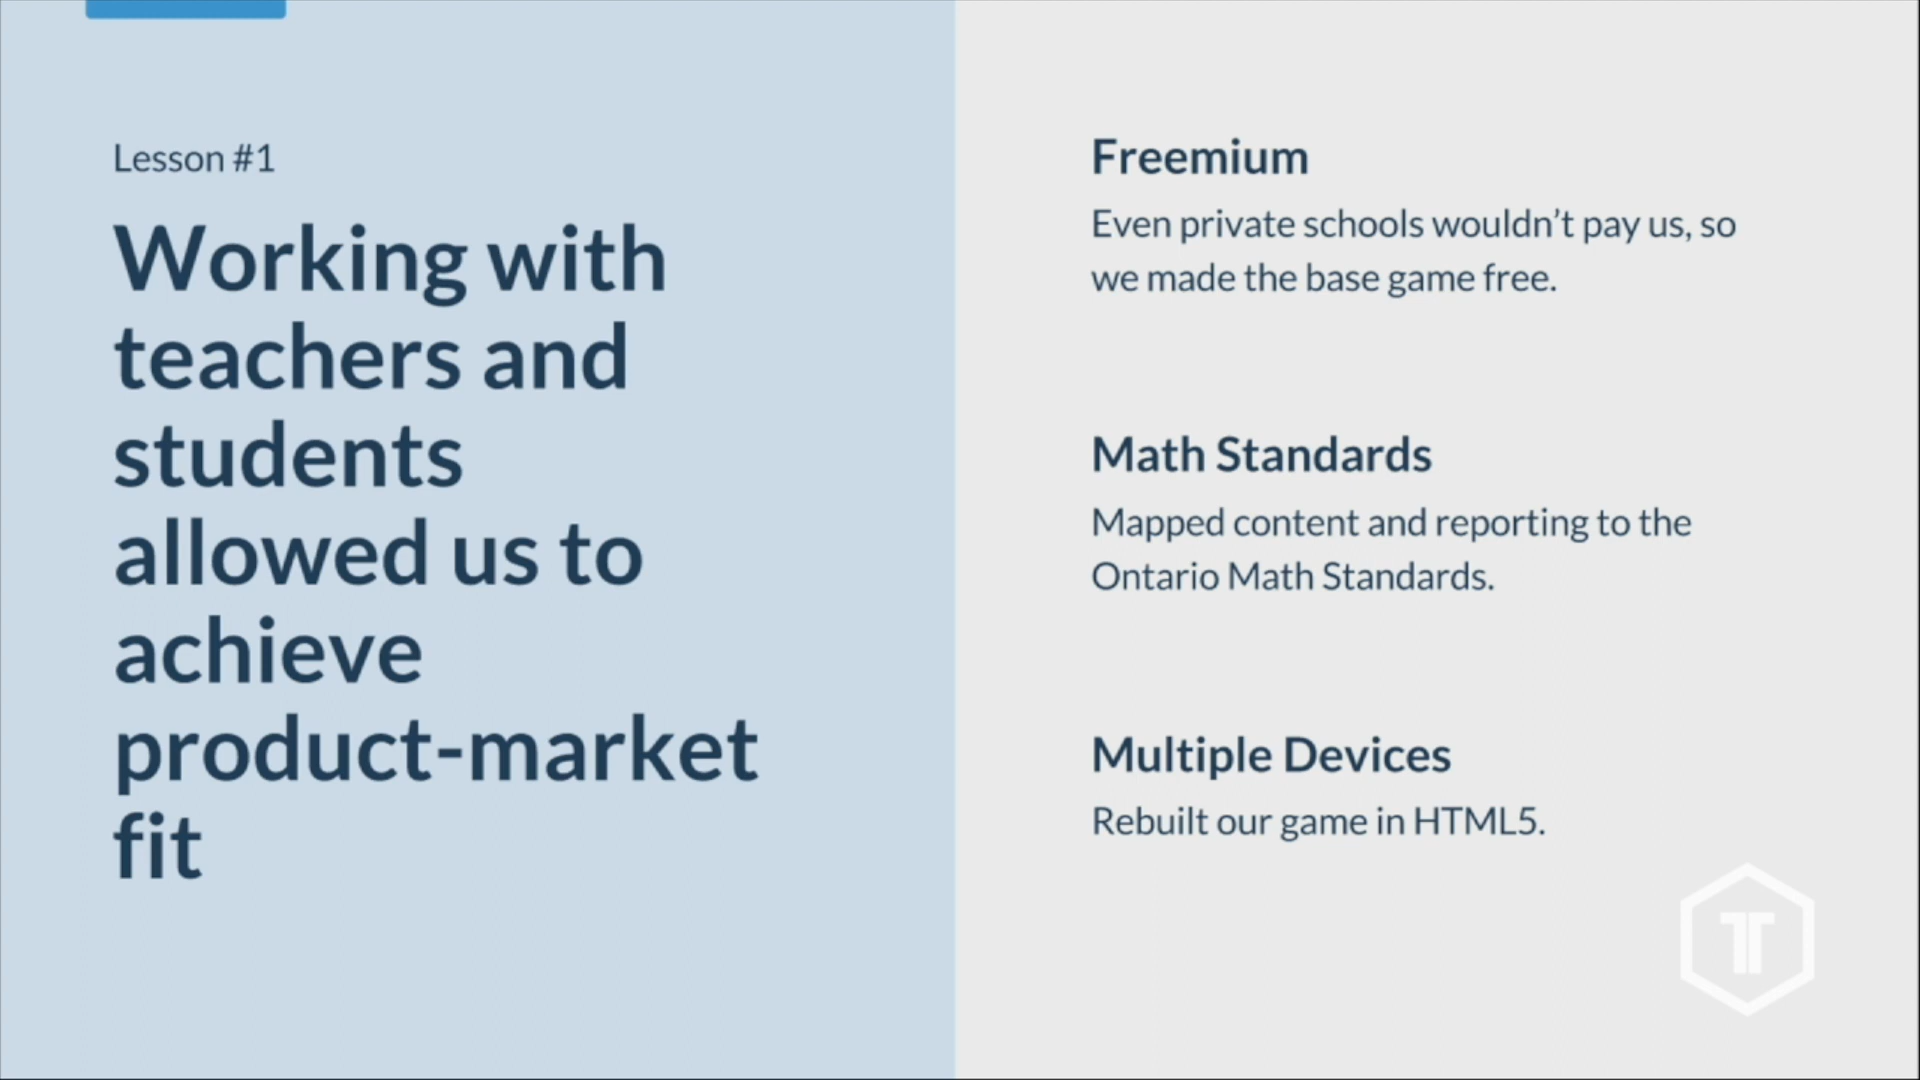 Lesson #1
Working with
teachers and
students
allowed us to
achieve
product-market
fit
Freemium
Even private schools wouldn’t pay us, so
we made the base game free.
Math Standards
Mapped content and reporting to the
Ontario Math Standards.
Multiple Devices
Rebuilt our game in HTML5.